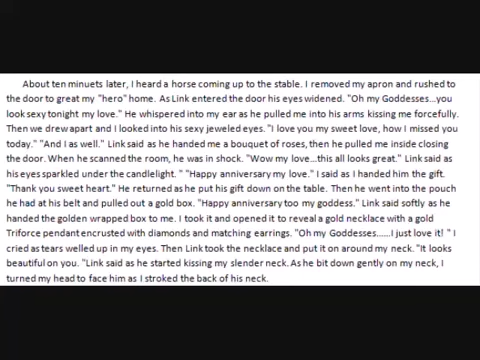 About ten minuets later, I heard a horse coming up to the stable. I removed my apron and rushed to
the door to great my "hero" home. As Link entered the door his eyes widened. "Oh my Goddesses...you
look sexy tonight my love." He whispered into my ear as he pulled me into his arms kissing me forcefully.
Then we drew apart and I looked into his sexy jeweled eyes. "I love you my sweet love, how I missed you
today." "And I as well." Link said as he handed me a bouquet of roses, then he pulled me inside closing
the door. When he scanned the room, he was in shock. "Wow my love...this all looks great." Link said as
his eyes sparkled under the candlelight. " "Happy anniversary my love." I said as I handed him the gift.
"Thank you sweet heart." He returned as he put his gift down on the table. Then he went into the pouch
he had at his belt and pulled out a gold box. "Happy anniversary too my goddess." Link said softly as he
handed the golden wrapped box to me. I took it and opened it to reveal a gold necklace with a gold
Triforce pendant encrusted with diamonds and matching earrings. "Oh my Goddesses......I just love it! " I
cried as tears welled up in my eyes. Then Link took the necklace and put it on around my neck. "It looks
beautiful on you. "Link said as he started kissing my slender neck. As he bit down gently on my neck, I
turned my head to face him as I stroked the back of his neck.